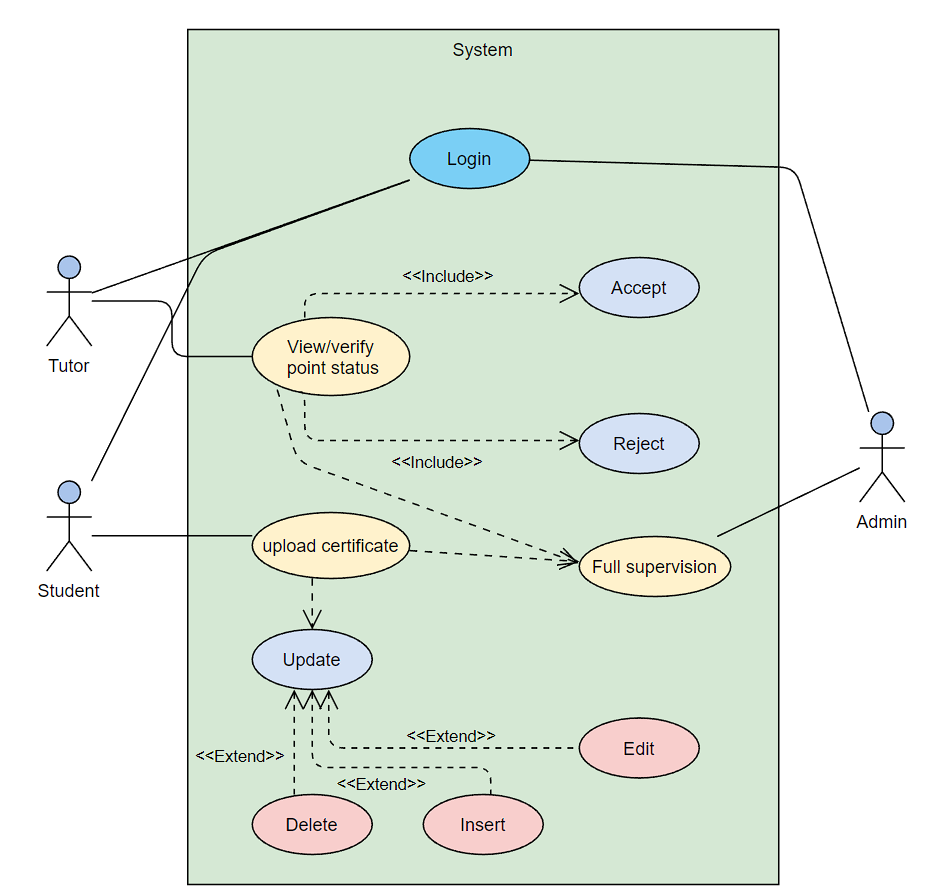 System
Login
<<Include>>
Accept
Tutor
View/verify
point status
Reject
<<Include>>
Admin
upload certificate
Full supervision
Student
Update
<<Extend>>
Edit
<<Extend>>
<<Extend>>
Delete
Insert